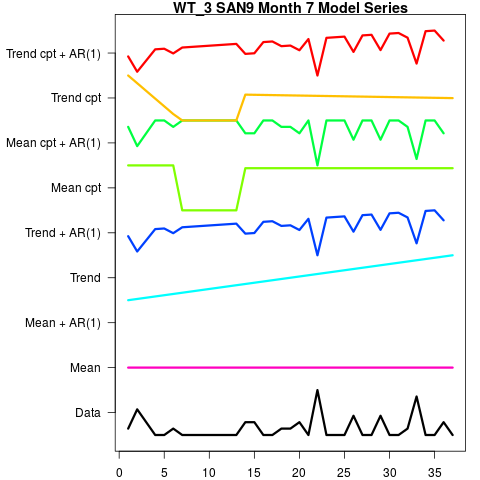 WT_3 SAN9 Month 7 Model Series
Trend cpt + AR(1)
Trend cpt
Mean cpt + AR(1)
Mean cpt
Trend + AR(1)
Trend
Mean + AR(1)
Mean
Data
0 5 10 15 20 25 30 35